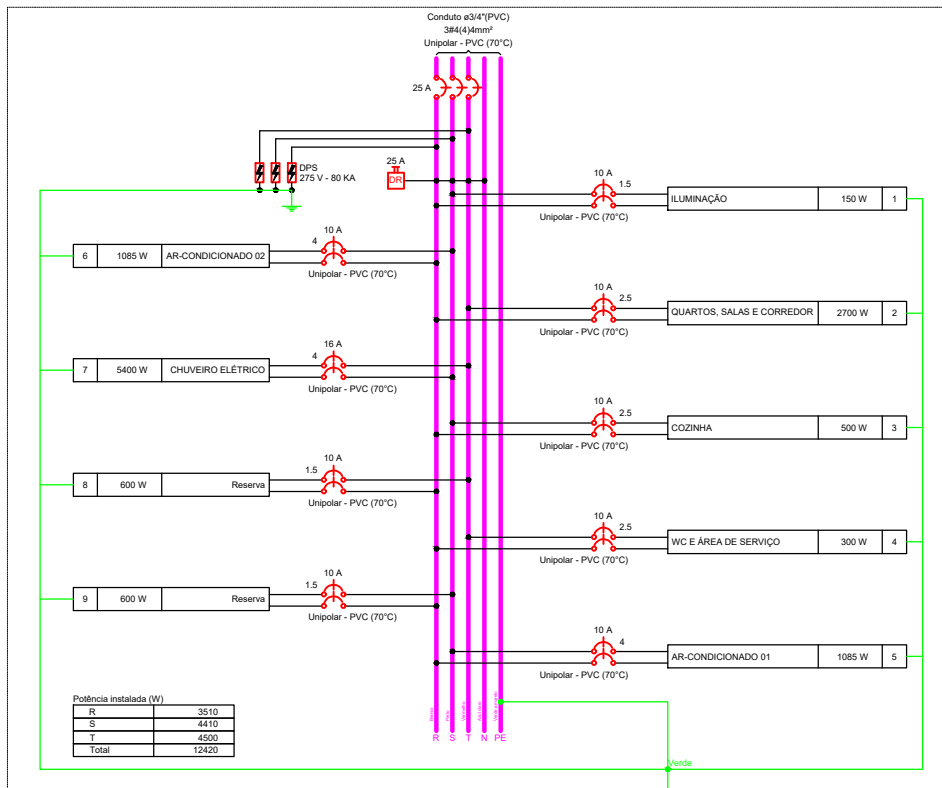 Conduto ø3/4"(PVC)
3#4(4)4mm²
Unipolar - PVC (70°C)
25 A
DPS
275 V - 80 KA
25 A
DR
10 A
1.5
Unipolar - PVC (70°C)
ILUMINAÇÃO 150 W 1
6 1085 W AR-CONDICIONADO 02
10 A
4
Unipolar - PVC (70°C)
10 A
2.5
Unipolar - PVC (70°C)
QUARTOS, SALAS E CORREDOR 2700 W 2
7 5400 W CHUVEIRO ELÉTRICO
16 A
4
Unipolar - PVC (70°C)
10 A
2.5
Unipolar - PVC (70°C)
COZINHA 500 W 3
8 600 W Reserva
10 A
1.5
Unipolar - PVC (70°C)
10 A
2.5
Unipolar - PVC (70°C)
WC E ÁREA DE SERVIÇO 300 W 4
9 600 W Reserva
10 A
1.5
Unipolar - PVC (70°C)
10 A
4
Unipolar - PVC (70°C)
AR-CONDICIONADO 01 1085 W 5
Potência instalada (W)
R 3510
S 4410
T 4500
Total 12420
R S T N PE
Verde